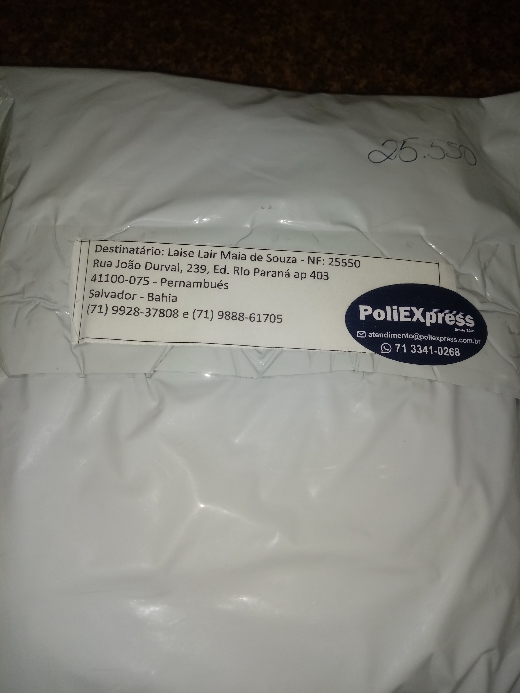 25.550
Destinatário: Laise Lair Maia de Souza - NF: 25550
Rua João Durval, 239, Ed. RIo Paraná ap 403
41100-075 - Pernambués
Salvador - Bahia
(71) 9928-37808 e (71) 9888-61705
PoliEXpress
atendimento@poliexpress.com.br
71 3341-0268